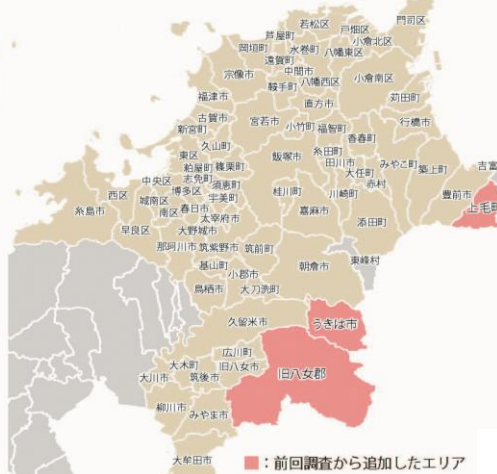 若松区
門司区
芦屋町
戸畑区
小倉北区
岡垣町
水巻町
八幡東区
遠賀町
中間市
宗像市
八幡西区
小倉南区
鞍手町
福津市
直方市
苅田町
古賀市
宮若市
小竹町
福智町
行橋市
新宮町
香春町
久山町
飯塚市
糸田町
みやこ町
築上町
吉富
東区
篠栗町
田川市
粕屋町
大任町
中央区
志免町
須恵町
赤村
豊前市
上毛町
西区
博多区
桂川町
川崎町
城南区
宇美町
糸島市
南区
春日市
嘉麻市
太宰府市
添田町
早良区
大野城市
那珂川市
筑紫野市
筑前町
東峰村
基山町
朝倉市
小郡市
鳥栖市
大刀洗町
久留米市
うきは市
広川町
大木町
旧八女市
旧八女郡
大川市
筑後市
柳川市
みやま市
大牟田市
■：前回調査から追加したエリア